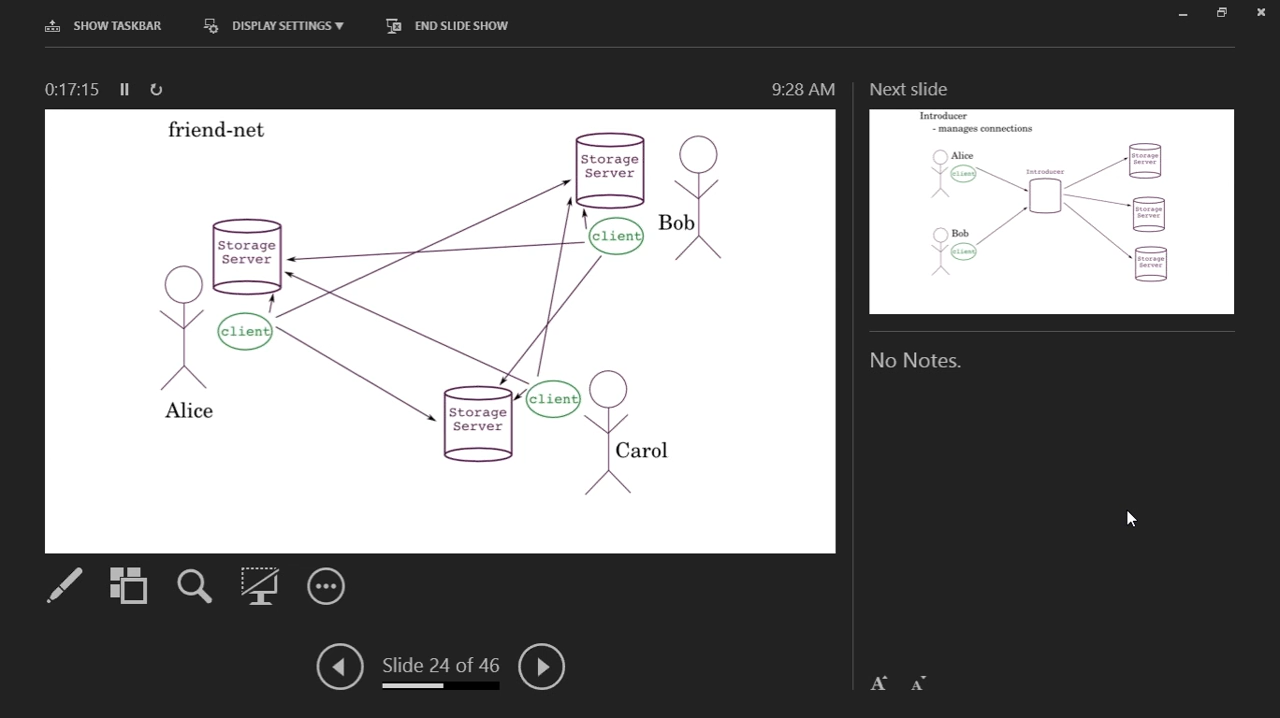 SHOW TASKBAR
DISPLAY SETTINGS ▼
END SLIDE SHOW
0:17:15
9:28 AM
Next slide
friend-net
Storage
Server
Bob
client
Storage
Server
client
Alice
Storage
Server
client
Carol
Introducer
- manages connections
Alice
client
Introducer
Storage
Server
Storage
Server
Bob
client
Storage
Server
No Notes.
Slide 24 of 46
A A